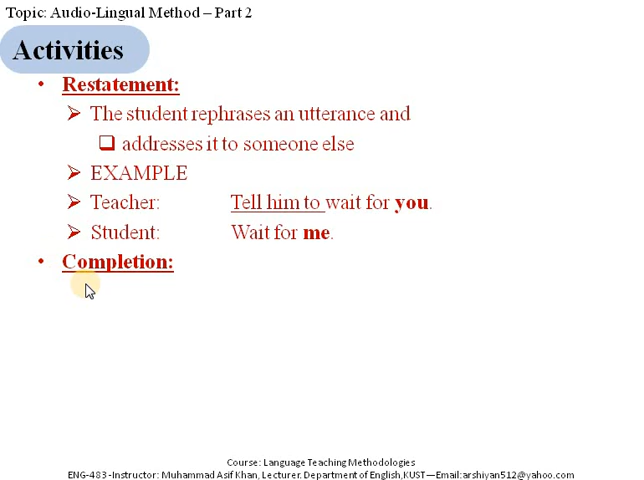 Topic: Audio-Lingual Method – Part 2
Activities
• Restatement:
➢ The student rephrases an utterance and
❑ addresses it to someone else
➢ EXAMPLE
➢ Teacher: Tell him to wait for you.
➢ Student: Wait for me.
• Completion:
Course: Language Teaching Methodologies
ENG-483 -Instructor: Muhammad Asif Khan, Lecturer. Department of English,KUST—Email:arshiyan512@yahoo.com